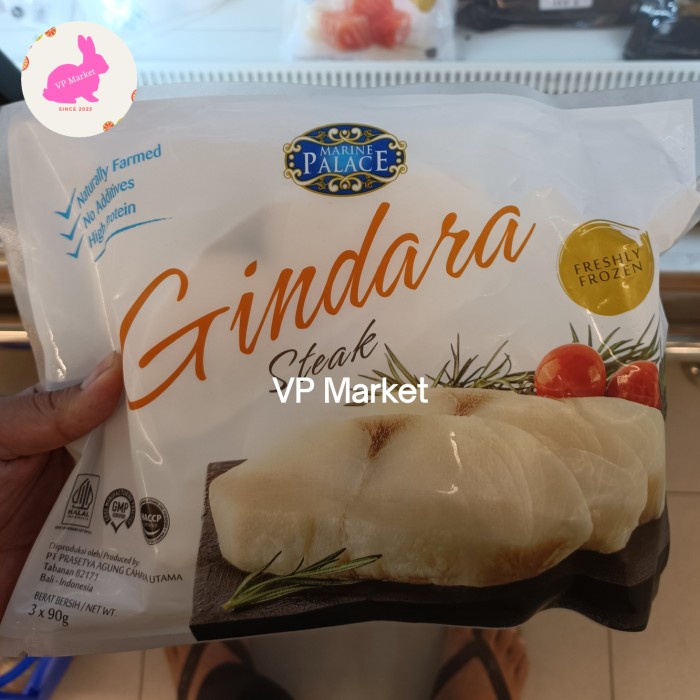 VP Market
SINCE 2022
MARINE
PALACE
Naturally Farmed
No Additives
High Protein
Gindara
Steak
FRESHLY
FROZEN
VP Market
HALAL
GMP
HACCP
Diproduksi oleh/ Produced by
PT PRASETYA AGUNG CAHAYA UTAMA
Tabanan 82171
Bali - Indonesia
BERAT BERSIH / NET WT
3 x 90g